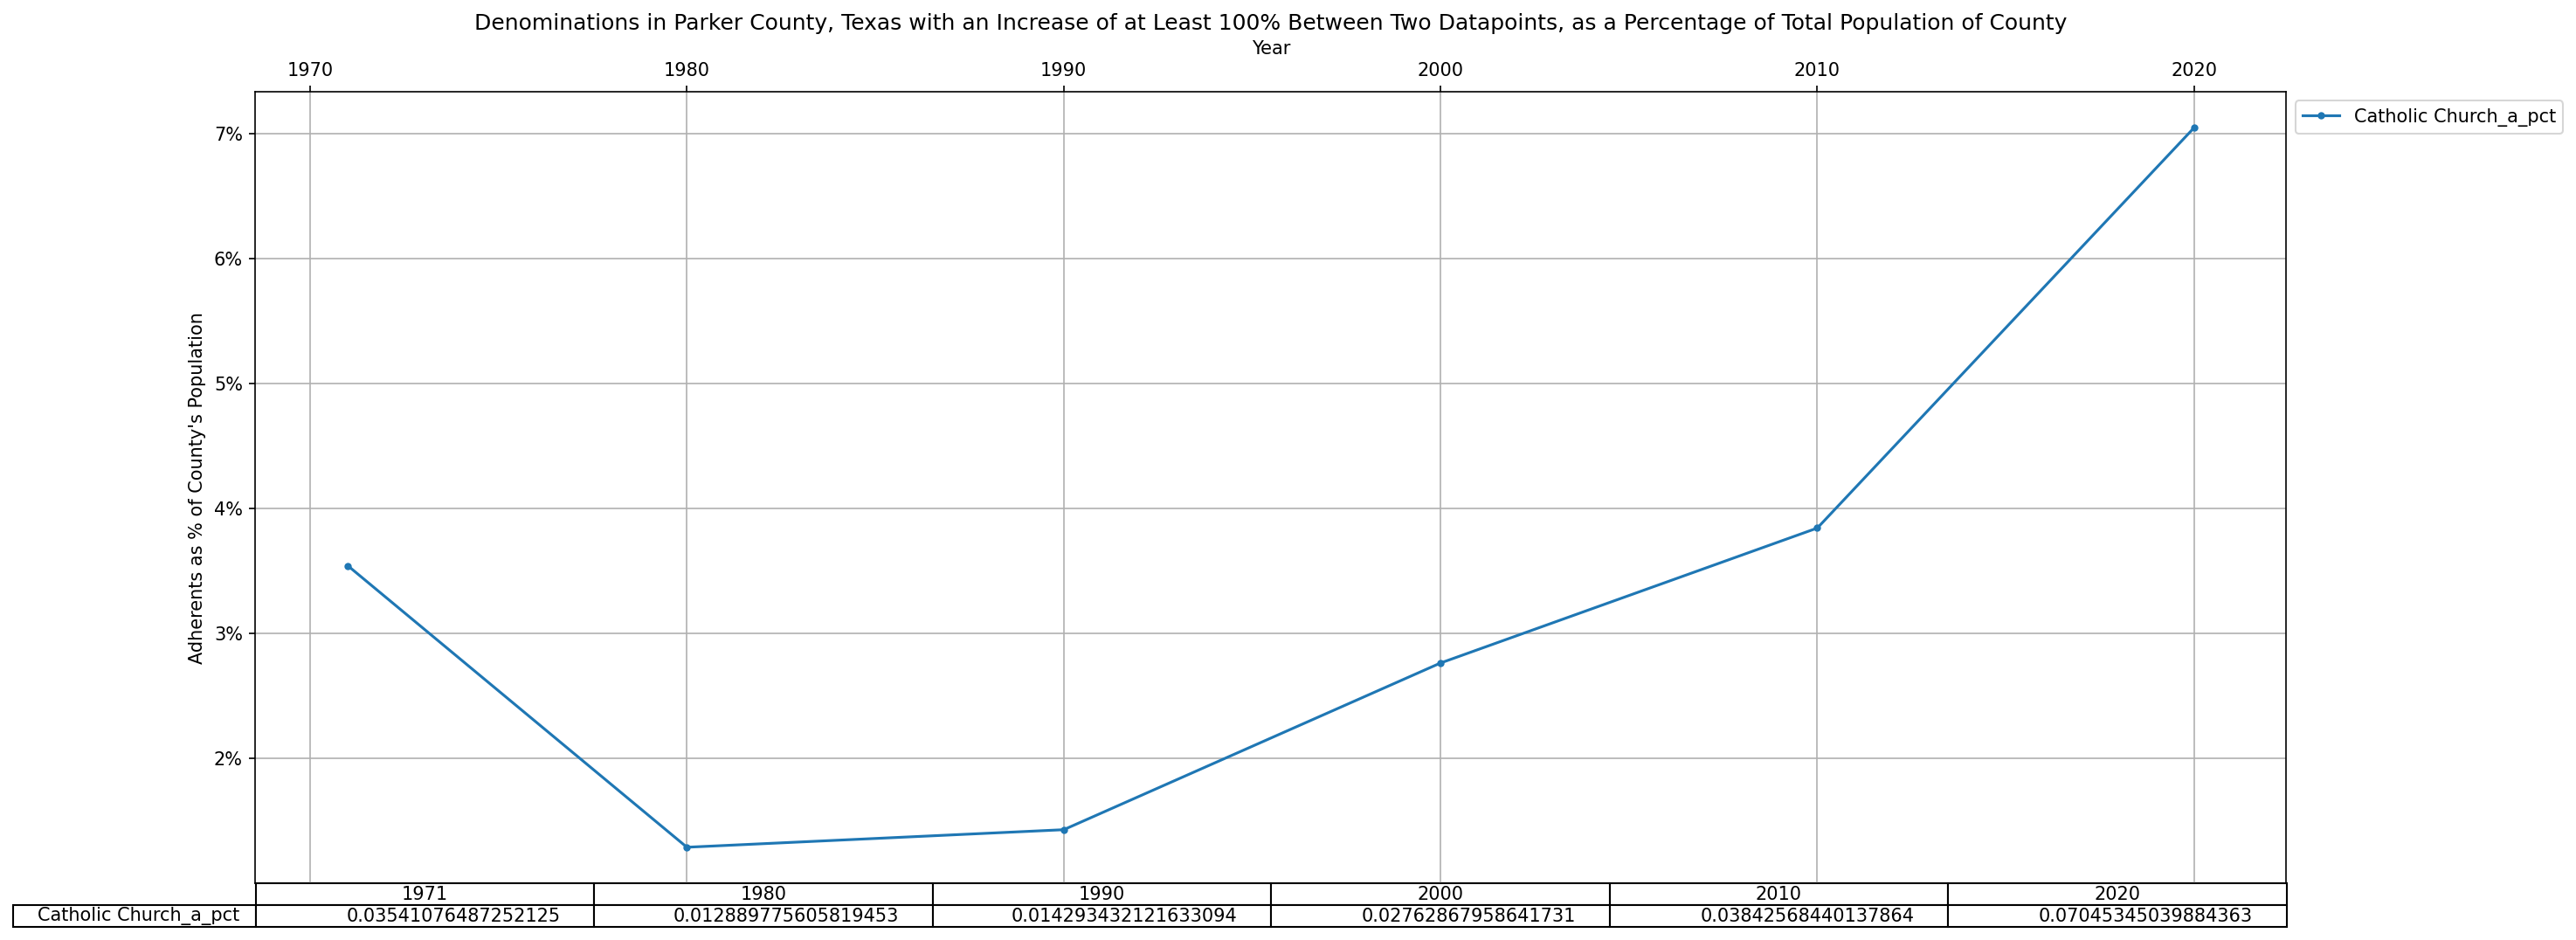 Denominations in Parker County, Texas with an Increase of at Least 100% Between Two Datapoints, as a Percentage of Total Population of County
Year
1970 1980 1990 2000 2010 2020
Catholic Church_a_pct
7%
6%
5%
4%
3%
2%
Adherents as % of County's Population
1971 1980 1990 2000 2010 2020
Catholic Church_a_pct 0.03541076487252125 0.012889775605819453 0.014293432121633094 0.02762867958641731 0.03842568440137864 0.07045345039884363